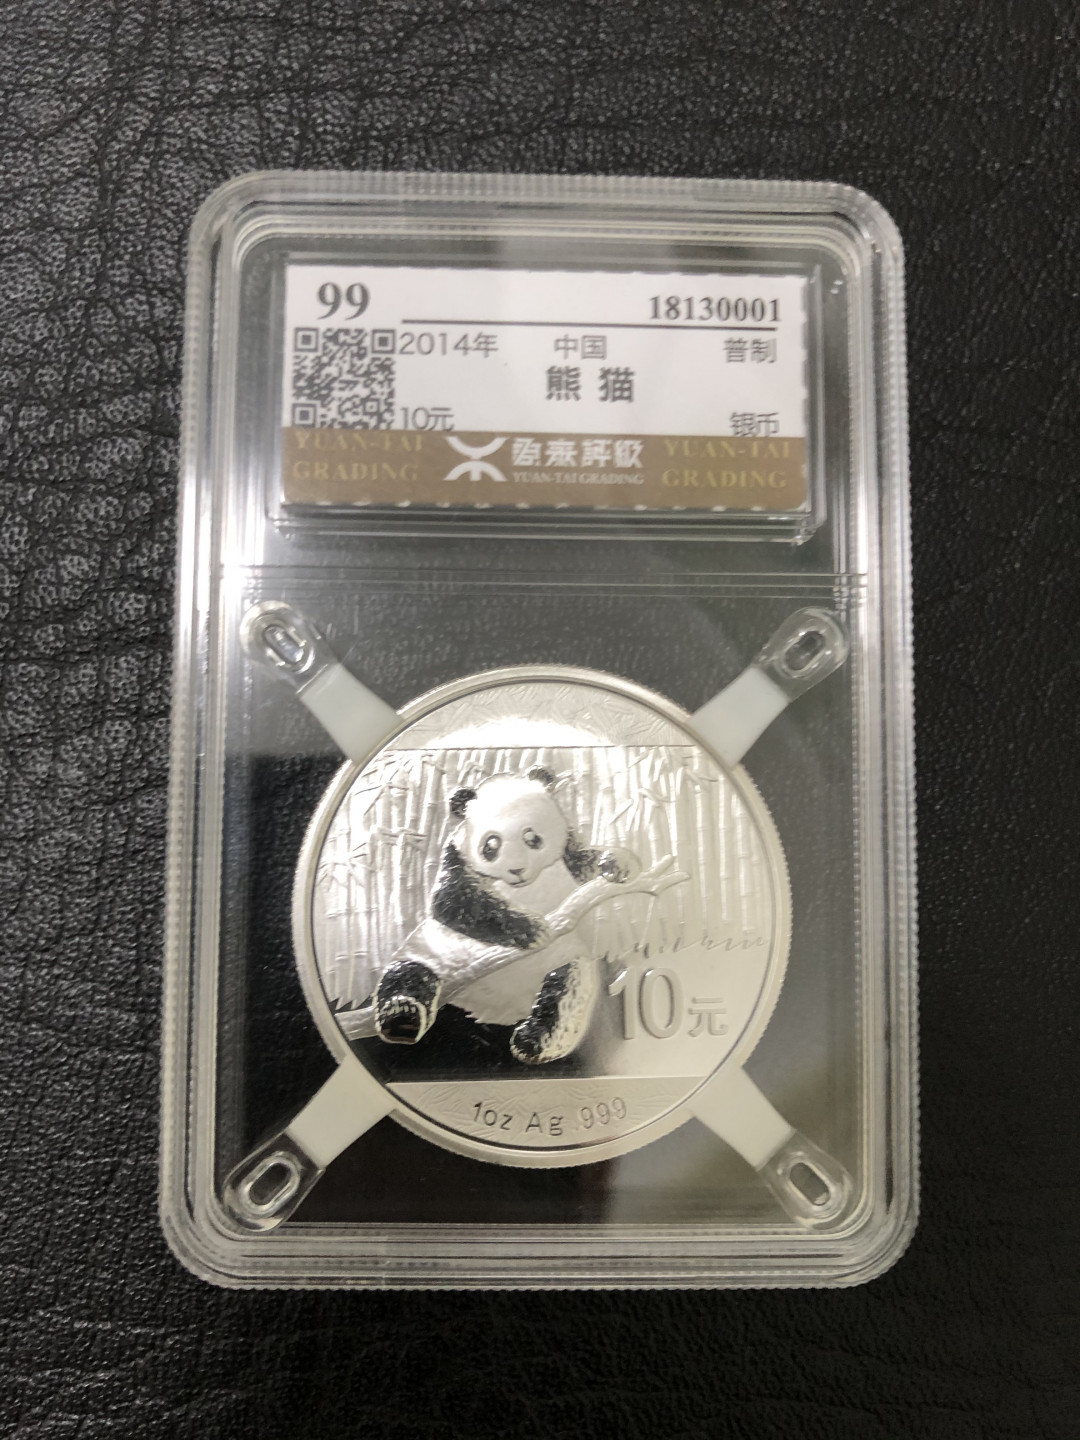 99 18130001
2014年 中国 普制
熊猫
10元 银币
YUAN-TAI GRADING
源泰評級
YUAN-TAI GRADING
YUAN-TAI GRADING
10元
1oz Ag .999